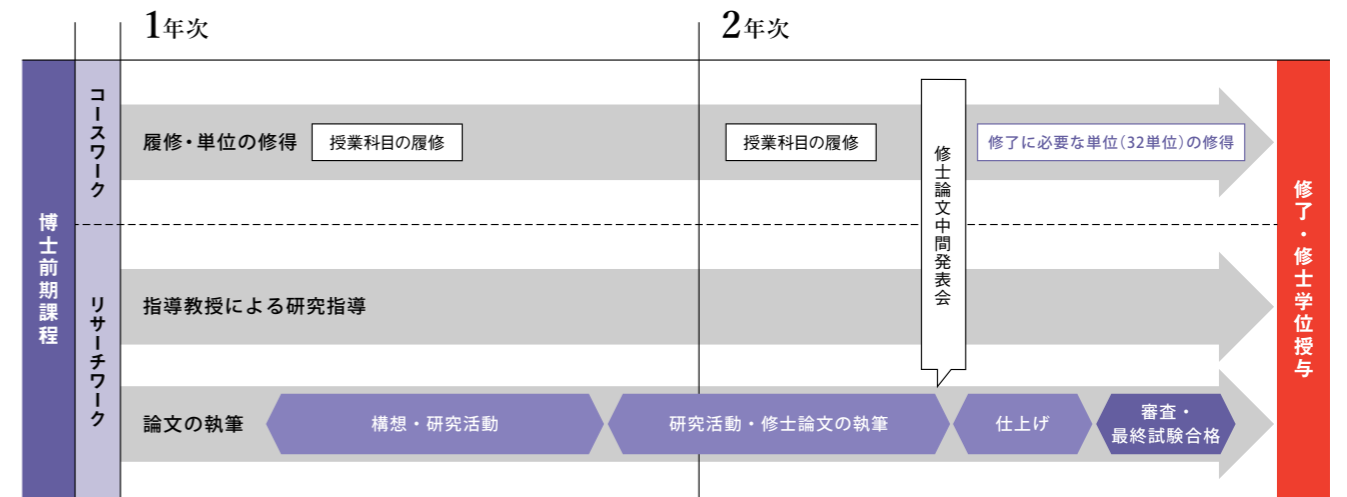 1年次
2年次
博士前期課程
コースワーク
履修・単位の修得
授業科目の履修
授業科目の履修
修士論文中間発表会
修了に必要な単位(32単位)の修得
リサーチワーク
指導教授による研究指導
論文の執筆
構想・研究活動
研究活動・修士論文の執筆
仕上げ
審査・
最終試験合格
修了・修士学位授与